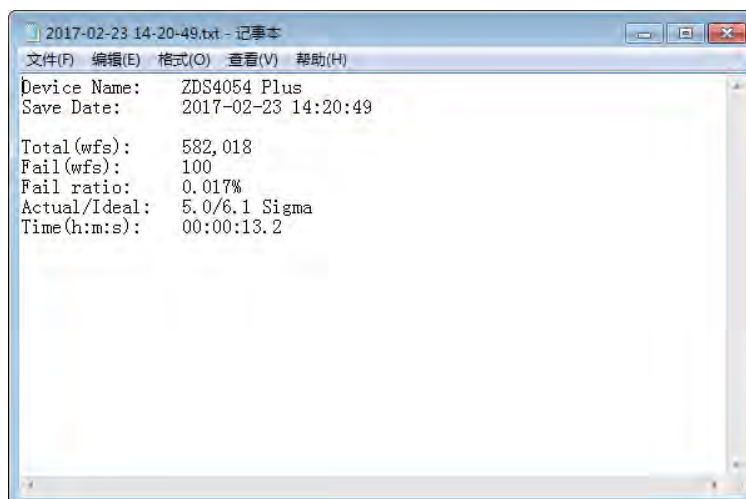 2017-02-23 14-20-49.txt - 记事本
文件(F) 编辑(E) 格式(O) 查看(V) 帮助(H)
Device Name: ZDS4054 Plus
Save Date: 2017-02-23 14:20:49
Total(wfs): 582,018
Fail(wfs): 100
Fail ratio: 0.017%
Actual/Ideal: 5.0/6.1 Sigma
Time(h:m:s): 00:00:13.2